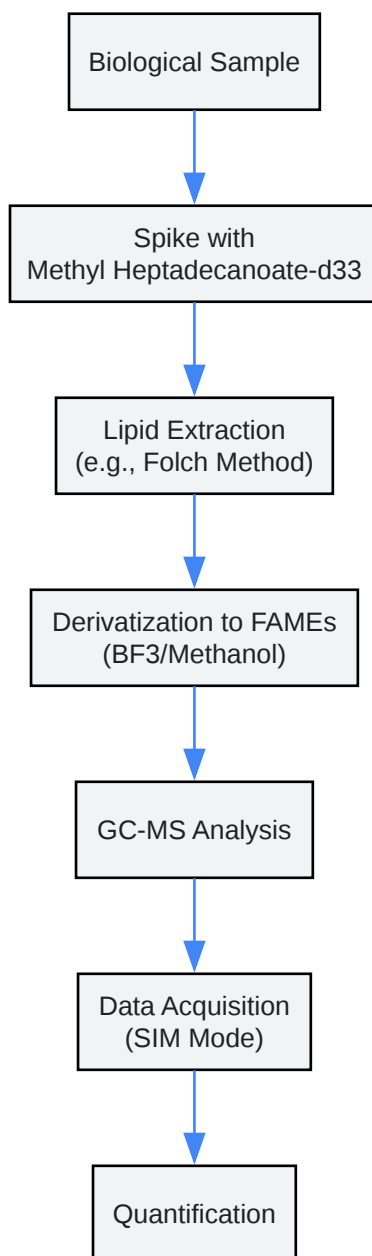 Biological Sample
Spike with
Methyl Heptadecanoate-d33
Lipid Extraction
(e.g., Folch Method)
Derivatization to FAMEs
(BF3/Methanol)
GC-MS Analysis
Data Acquisition
(SIM Mode)
Quantification